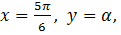 x = 5π/6, y = α,